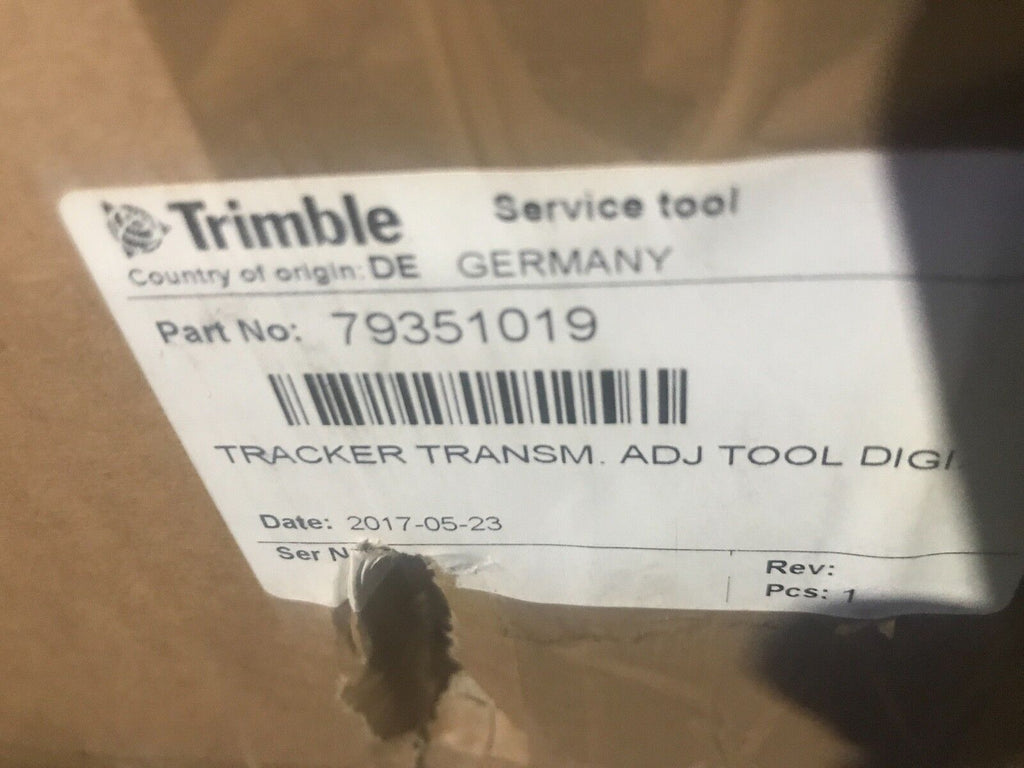 Trimble Service tool
Country of origin: DE GERMANY
Part No: 79351019
TRACKER TRANSM. ADJ TOOL DIGI
Date: 2017-05-23
Ser N
Rev:
Pcs: 1